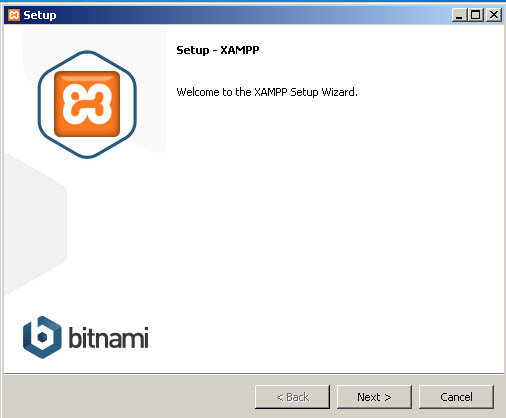 Setup
Setup - XAMPP
Welcome to the XAMPP Setup Wizard.
bitnami
< Back
Next >
Cancel